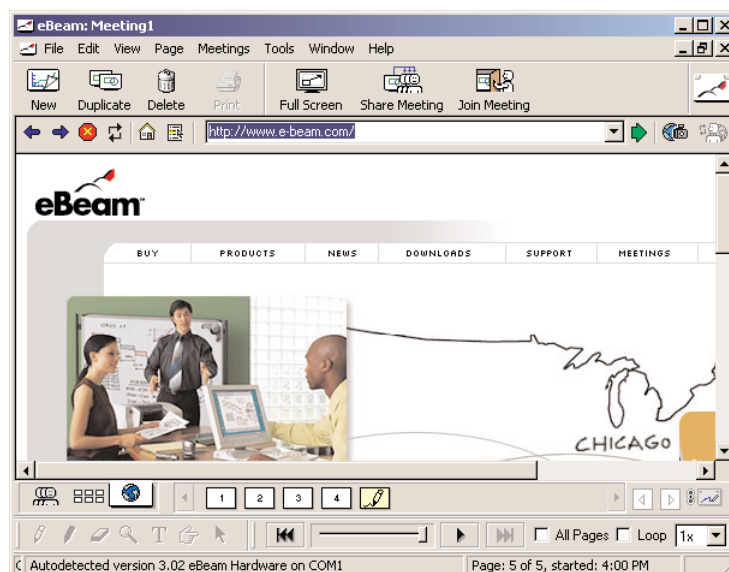 eBeam: Meeting1
File Edit View Page Meetings Tools Window Help
New Duplicate Delete Print Full Screen Share Meeting Join Meeting
http://www.e-beam.com/
eBeam™
BUY PRODUCTS NEWS DOWNLOADS SUPPORT MEETINGS
CHICAGO
1 2 3 4
T All Pages Loop 1x
C Autodetected version 3.02 eBeam Hardware on COM1 Page: 5 of 5, started: 4:00 PM